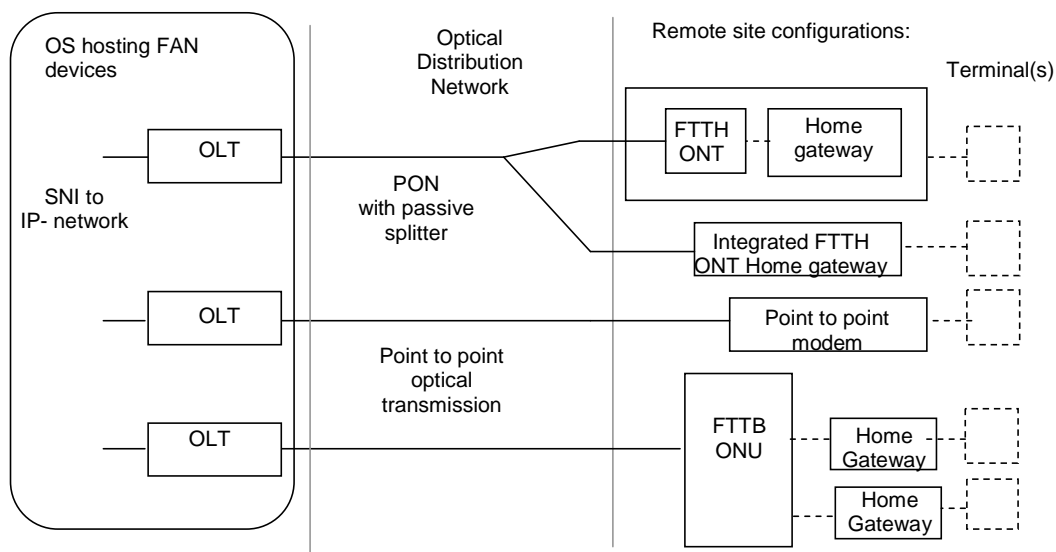 OS hosting FAN
devices
Optical
Distribution
Network
Remote site configurations:
Terminal(s)
OLT
FTTH
ONT
Home
gateway
SNI to
IP- network
PON
with passive
splitter
Integrated FTTH
ONT Home gateway
OLT
Point to point
modem
Point to point
optical
transmission
OLT
FTTB
ONU
Home
Gateway
Home
Gateway